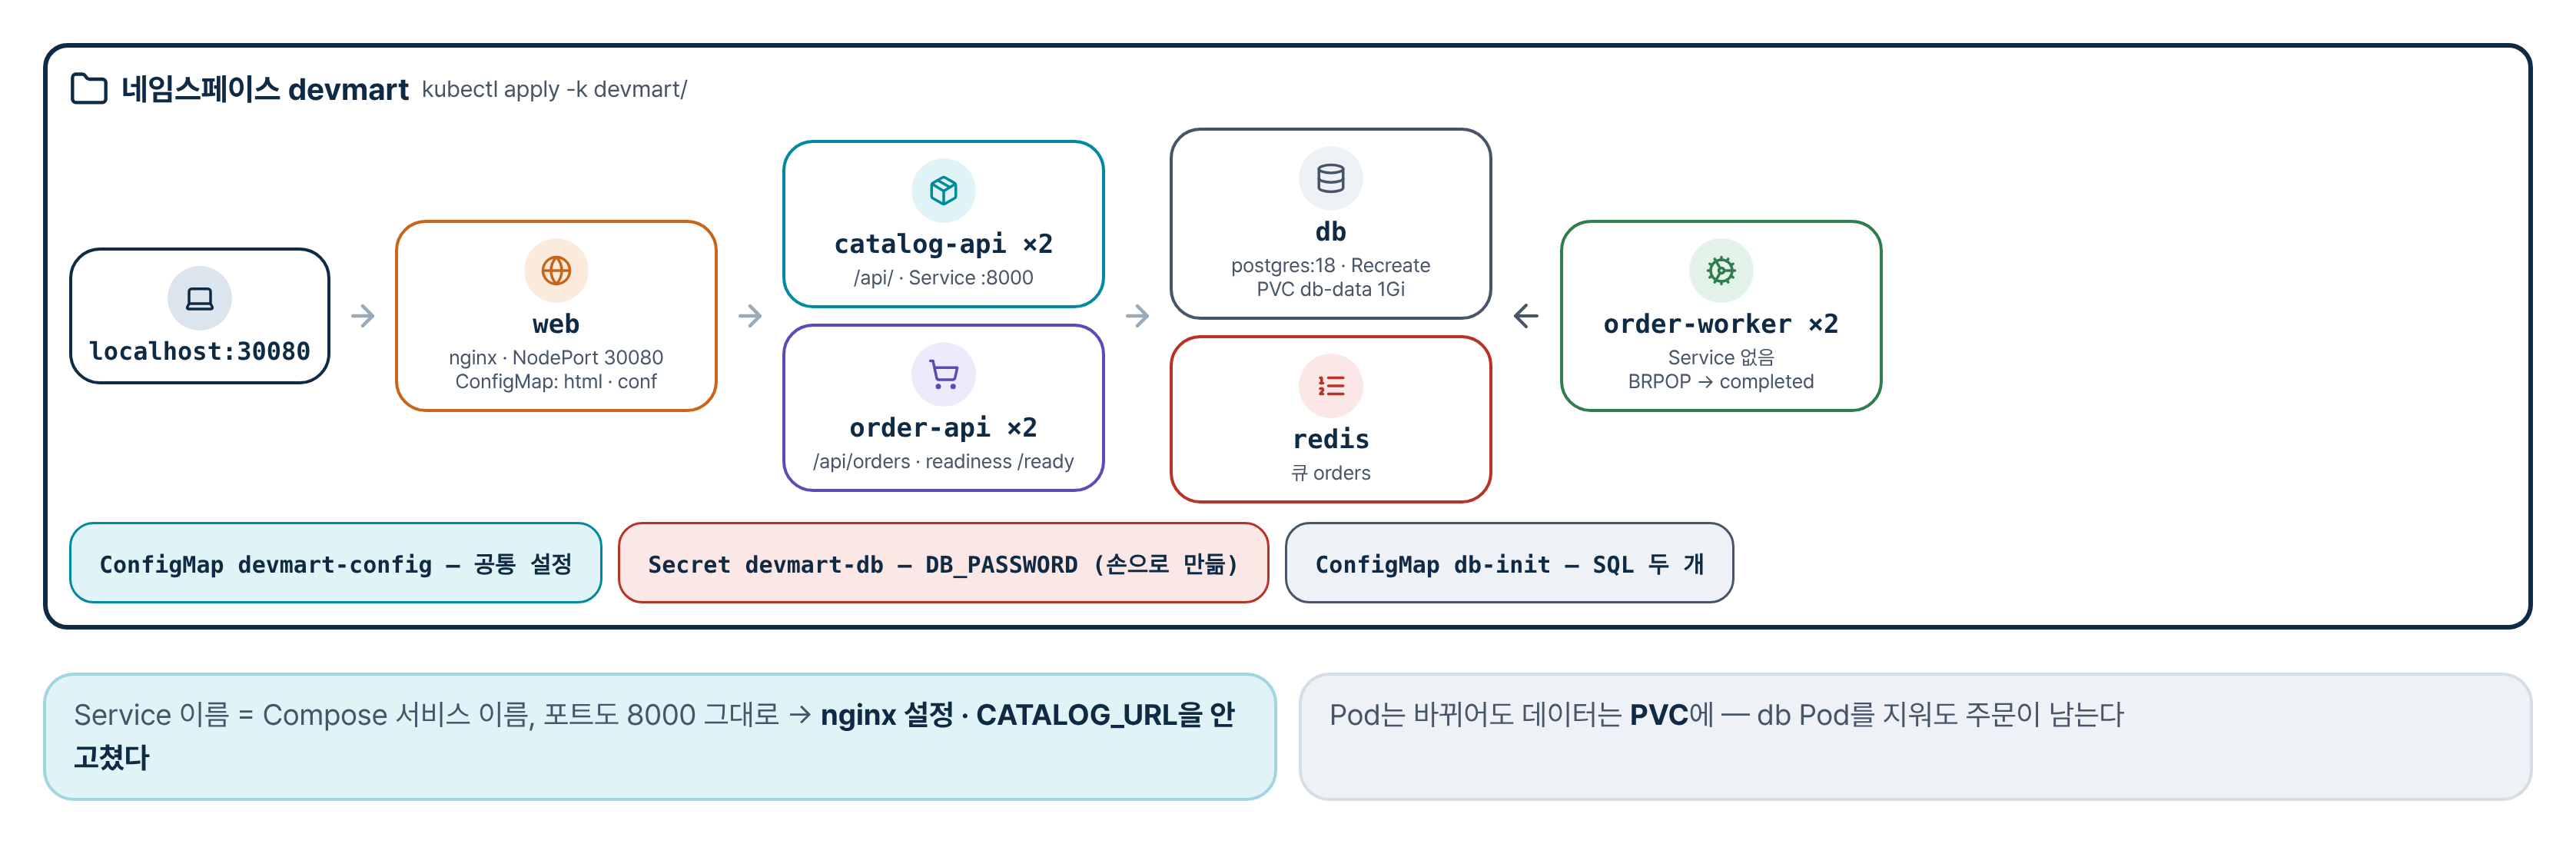 네임스페이스 devmart kubectl apply -k devmart/
localhost:30080
web
nginx · NodePort 30080
ConfigMap: html · conf
catalog-api ×2
/api/ · Service :8000
order-api ×2
/api/orders · readiness /ready
db
postgres:18 · Recreate
PVC db-data 1Gi
redis
큐 orders
order-worker ×2
Service 없음
BRPOP → completed
ConfigMap devmart-config — 공통 설정
Secret devmart-db — DB_PASSWORD (손으로 만듦)
ConfigMap db-init — SQL 두 개
Service 이름 = Compose 서비스 이름, 포트도 8000 그대로 → nginx 설정 · CATALOG_URL을 안
고쳤다
Pod는 바뀌어도 데이터는 PVC에 — db Pod를 지워도 주문이 남는다